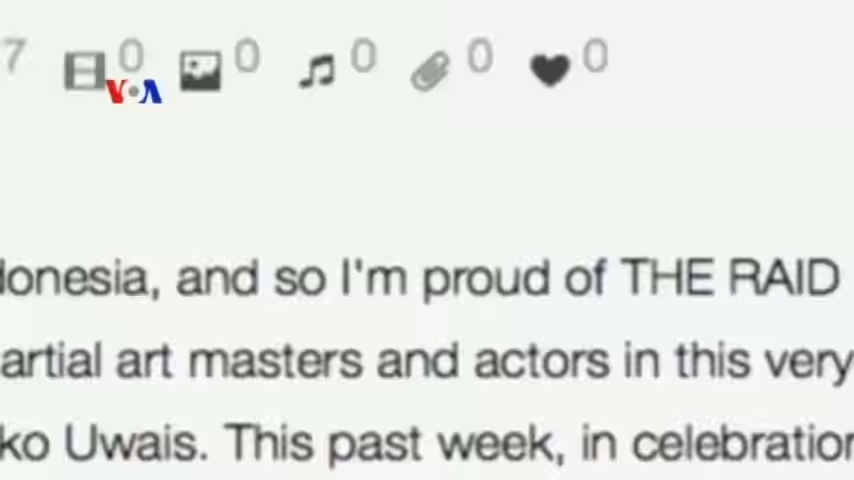 7 0 0 0 0 0
VOA
donesia, and so I'm proud of THE RAID
artial art masters and actors in this very
ko Uwais. This past week, in celebration